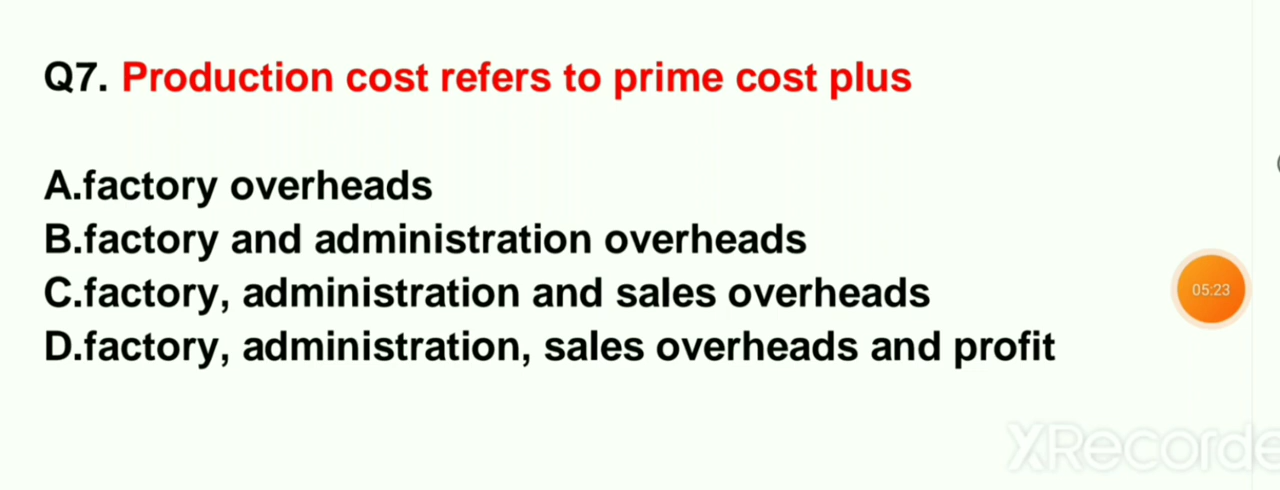 Q7. Production cost refers to prime cost plus
A.factory overheads
B.factory and administration overheads
C.factory, administration and sales overheads
D.factory, administration, sales overheads and profit
05:23
XRecorde